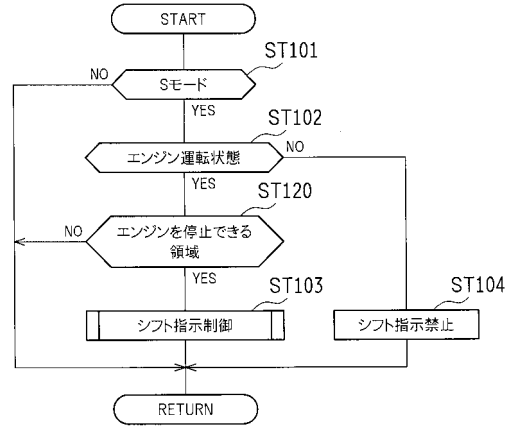 START
ST101
NO
Sモード
YES
ST102
エンジン運転状態
NO
YES
ST120
NO
エンジンを停止できる
領域
YES
ST103
ST104
シフト指示制御
シフト指示禁止
RETURN